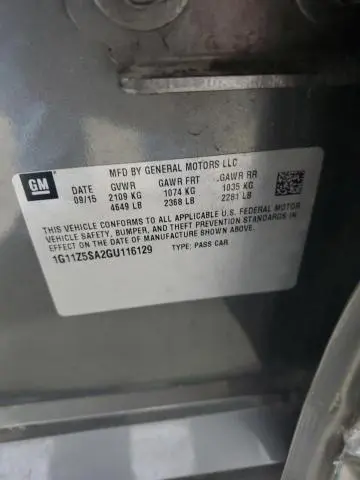 MFD BY GENERAL MOTORS LLC
GM
DATE GVWR GAWR FRT .GAWR RR
09/15 2109 KG 1074 KG 1035 KG
4649 LB 2368 LB 2281 LB
THIS VEHICLE CONFORMS TO ALL APPLICABLE U.S. FEDERAL MOTOR
VEHICLE SAFETY, BUMPER, AND THEFT PREVENTION STANDARDS IN
EFFECT ON THE DATE OF MANUFACTURE SHOWN ABOVE.
1G11Z5SA2GU116129 TYPE: PASS CAR